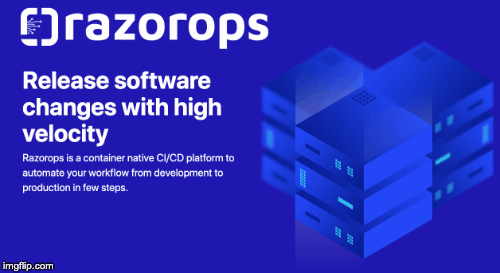 razorops
Release software
changes with high
velocity
Razorops is a container native CI/CD platform to
automate your workflow from development to
production in few steps.
imgflip.com